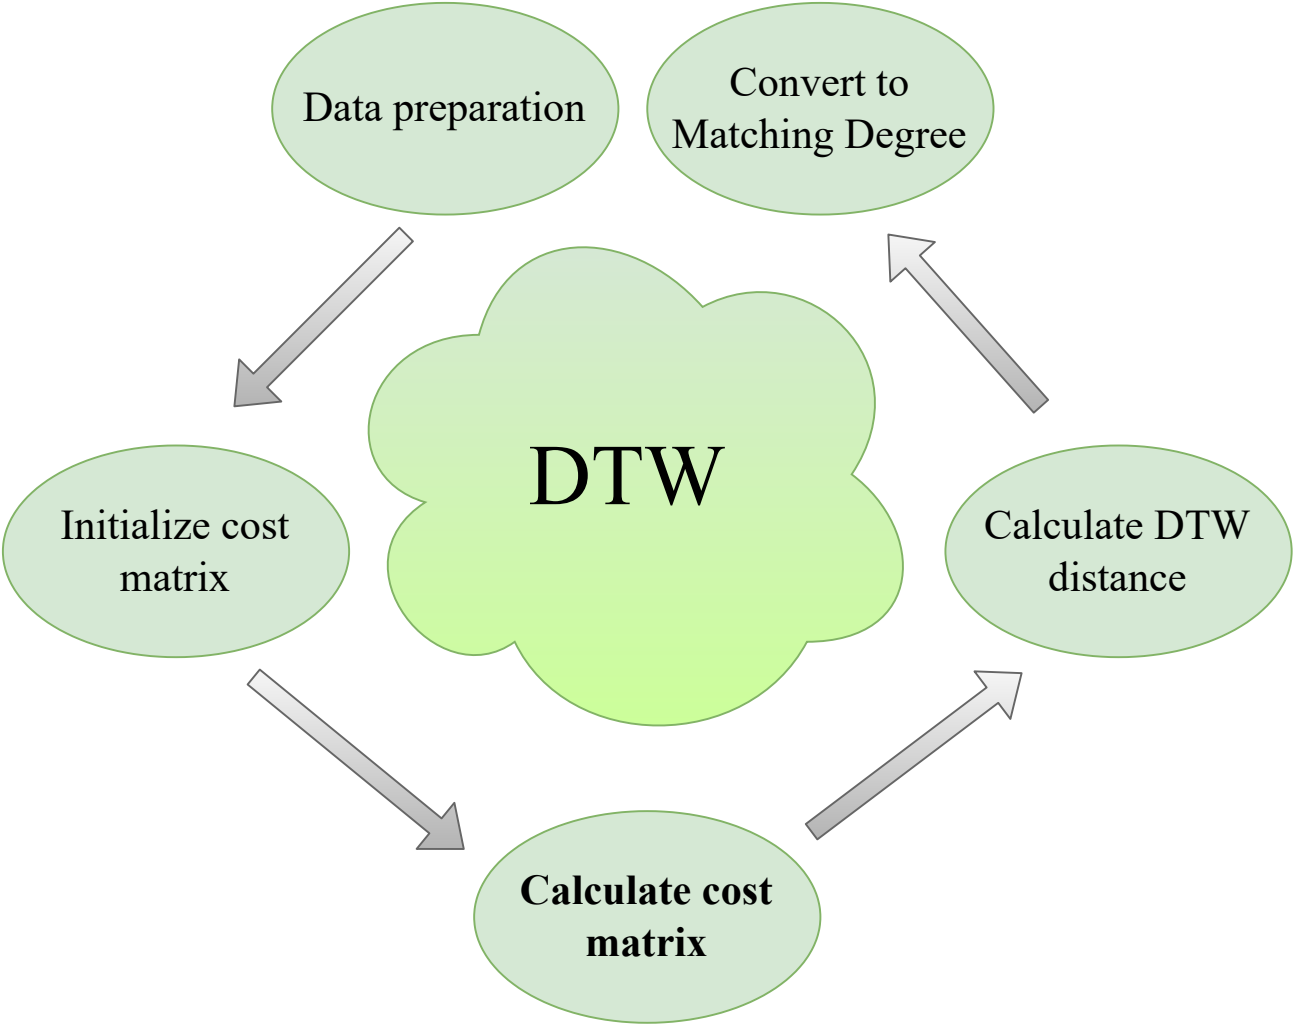 Data preparation
Convert to
Matching Degree
DTW
Initialize cost
matrix
Calculate DTW
distance
Calculate cost
matrix